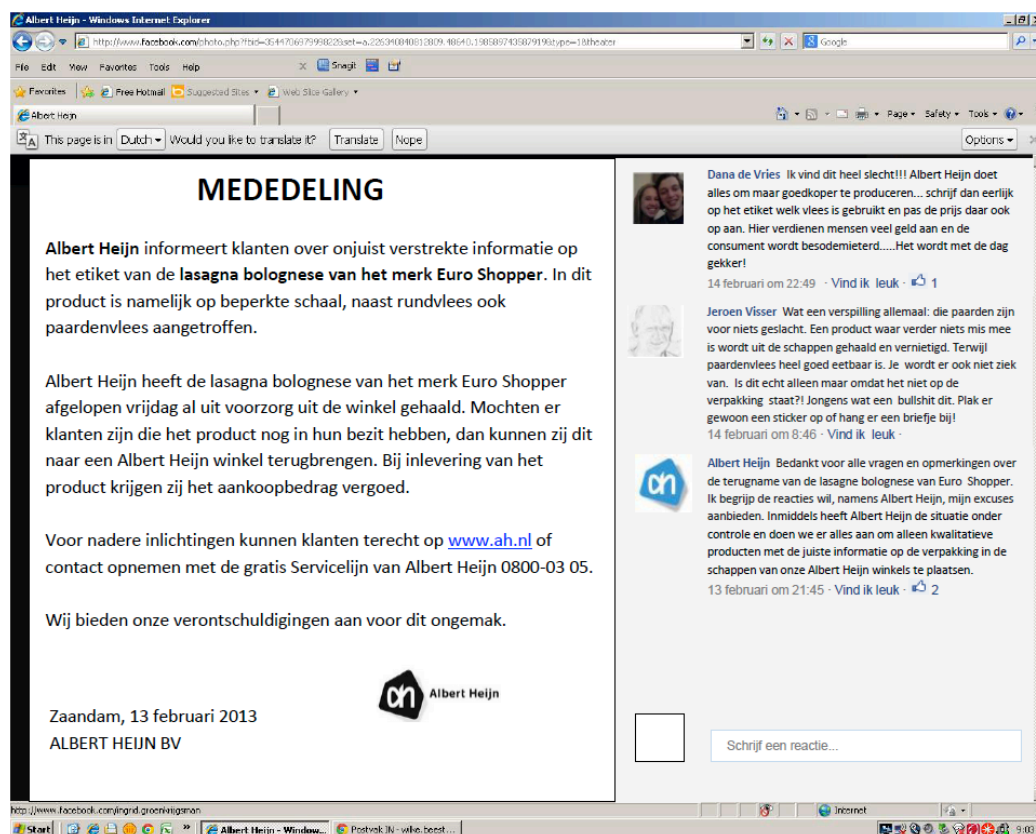 Albert Heijn - Windows Internet Explorer
Google
File Edit View Favorites Tools Help
x Snagit
Favorites Free Hotmail Suggested Sites Web Slice Gallery
Albert Heijn
Page Safety Tools
This page is in Dutch Would you like to translate it? Translate Nope
Options
MEDEDELING
Albert Heijn informeert klanten over onjuist verstrekte informatie op
het etiket van de lasagna bolognese van het merk Euro Shopper. In dit
product is namelijk op beperkte schaal, naast rundvlees ook
paardenvlees aangetroffen.
Albert Heijn heeft de lasagna bolognese van het merk Euro Shopper
afgelopen vrijdag al uit voorzorg uit de winkel gehaald. Mochten er
klanten zijn die het product nog in hun bezit hebben, dan kunnen zij dit
naar een Albert Heijn winkel terugbrengen. Bij inlevering van het
product krijgen zij het aankoopbedrag vergoed.
Voor nadere inlichtingen kunnen klanten terecht op www.ah.nl of
contact opnemen met de gratis Servicelijn van Albert Heijn 0800-03 05.
Wij bieden onze verontschuldigingen aan voor dit ongemak.
ah Albert Heijn
Zaandam, 13 februari 2013
ALBERT HEIJN BV
Dana de Vries Ik vind dit heel slecht!!! Albert Heijn doet
alles om maar goedkoper te produceren... schrijf dan eerlijk
op het etiket welk vlees is gebruikt en pas de prijs daar ook
op aan. Hier verdienen mensen veel geld aan en de
consument wordt besodemieterd.....Het wordt met de dag
gekker!
14 februari om 22:49 · Vind ik leuk · 1
Jeroen Visser Wat een verspilling allemaal: die paarden zijn
voor niets geslacht. Een product waar verder niets mis mee
is wordt uit de schappen gehaald en vernietigd. Terwijl
paardenvlees heel goed eetbaar is. Je wordt er ook niet ziek
van. Is dit echt alleen maar omdat het niet op de
verpakking staat?! Jongens wat een bullshit dit. Plak er
gewoon een sticker op of hang er een briefje bij!
14 februari om 8:46 · Vind ik leuk ·
ah
Albert Heijn Bedankt voor alle vragen en opmerkingen over
de terugname van de lasagne bolognese van Euro Shopper.
Ik begrijp de reacties wil, namens Albert Heijn, mijn excuses
aanbieden. Inmiddels heeft Albert Heijn de situatie onder
controle en doen we er alles aan om alleen kwalitatieve
producten met de juiste informatie op de verpakking in de
schappen van onze Albert Heijn winkels te plaatsen.
13 februari om 21:45 · Vind ik leuk · 2
Schrijf een reactie...
Internet
Start Albert Heijn - Window... Postvak IN - wilke.beest... 9:03